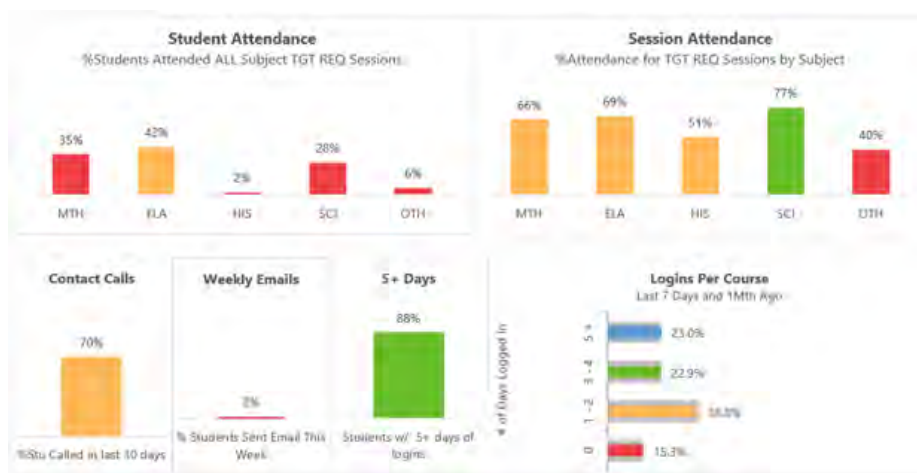 Student Attendance
%Students Attended ALL Subject TGT REQ Sessions
35%
42%
2%
28%
6%
MTH
ELA
HIS
SCI
OTH
Session Attendance
%Attendance for TGT REQ Sessions by Subject
66%
69%
51%
77%
40%
MTH
ELA
HIS
SCI
OTH
Contact Calls
70%
%Stu Called in last 10 days
Weekly Emails
2%
% Students Sent Email This
Week
5+ Days
88%
Students w/ 5+ days of
logins
Logins Per Course
Last 7 Days and 1Mth Ago
# of Days Logged In
5+
23.0%
3-4
22.9%
1-2
0
15.3%